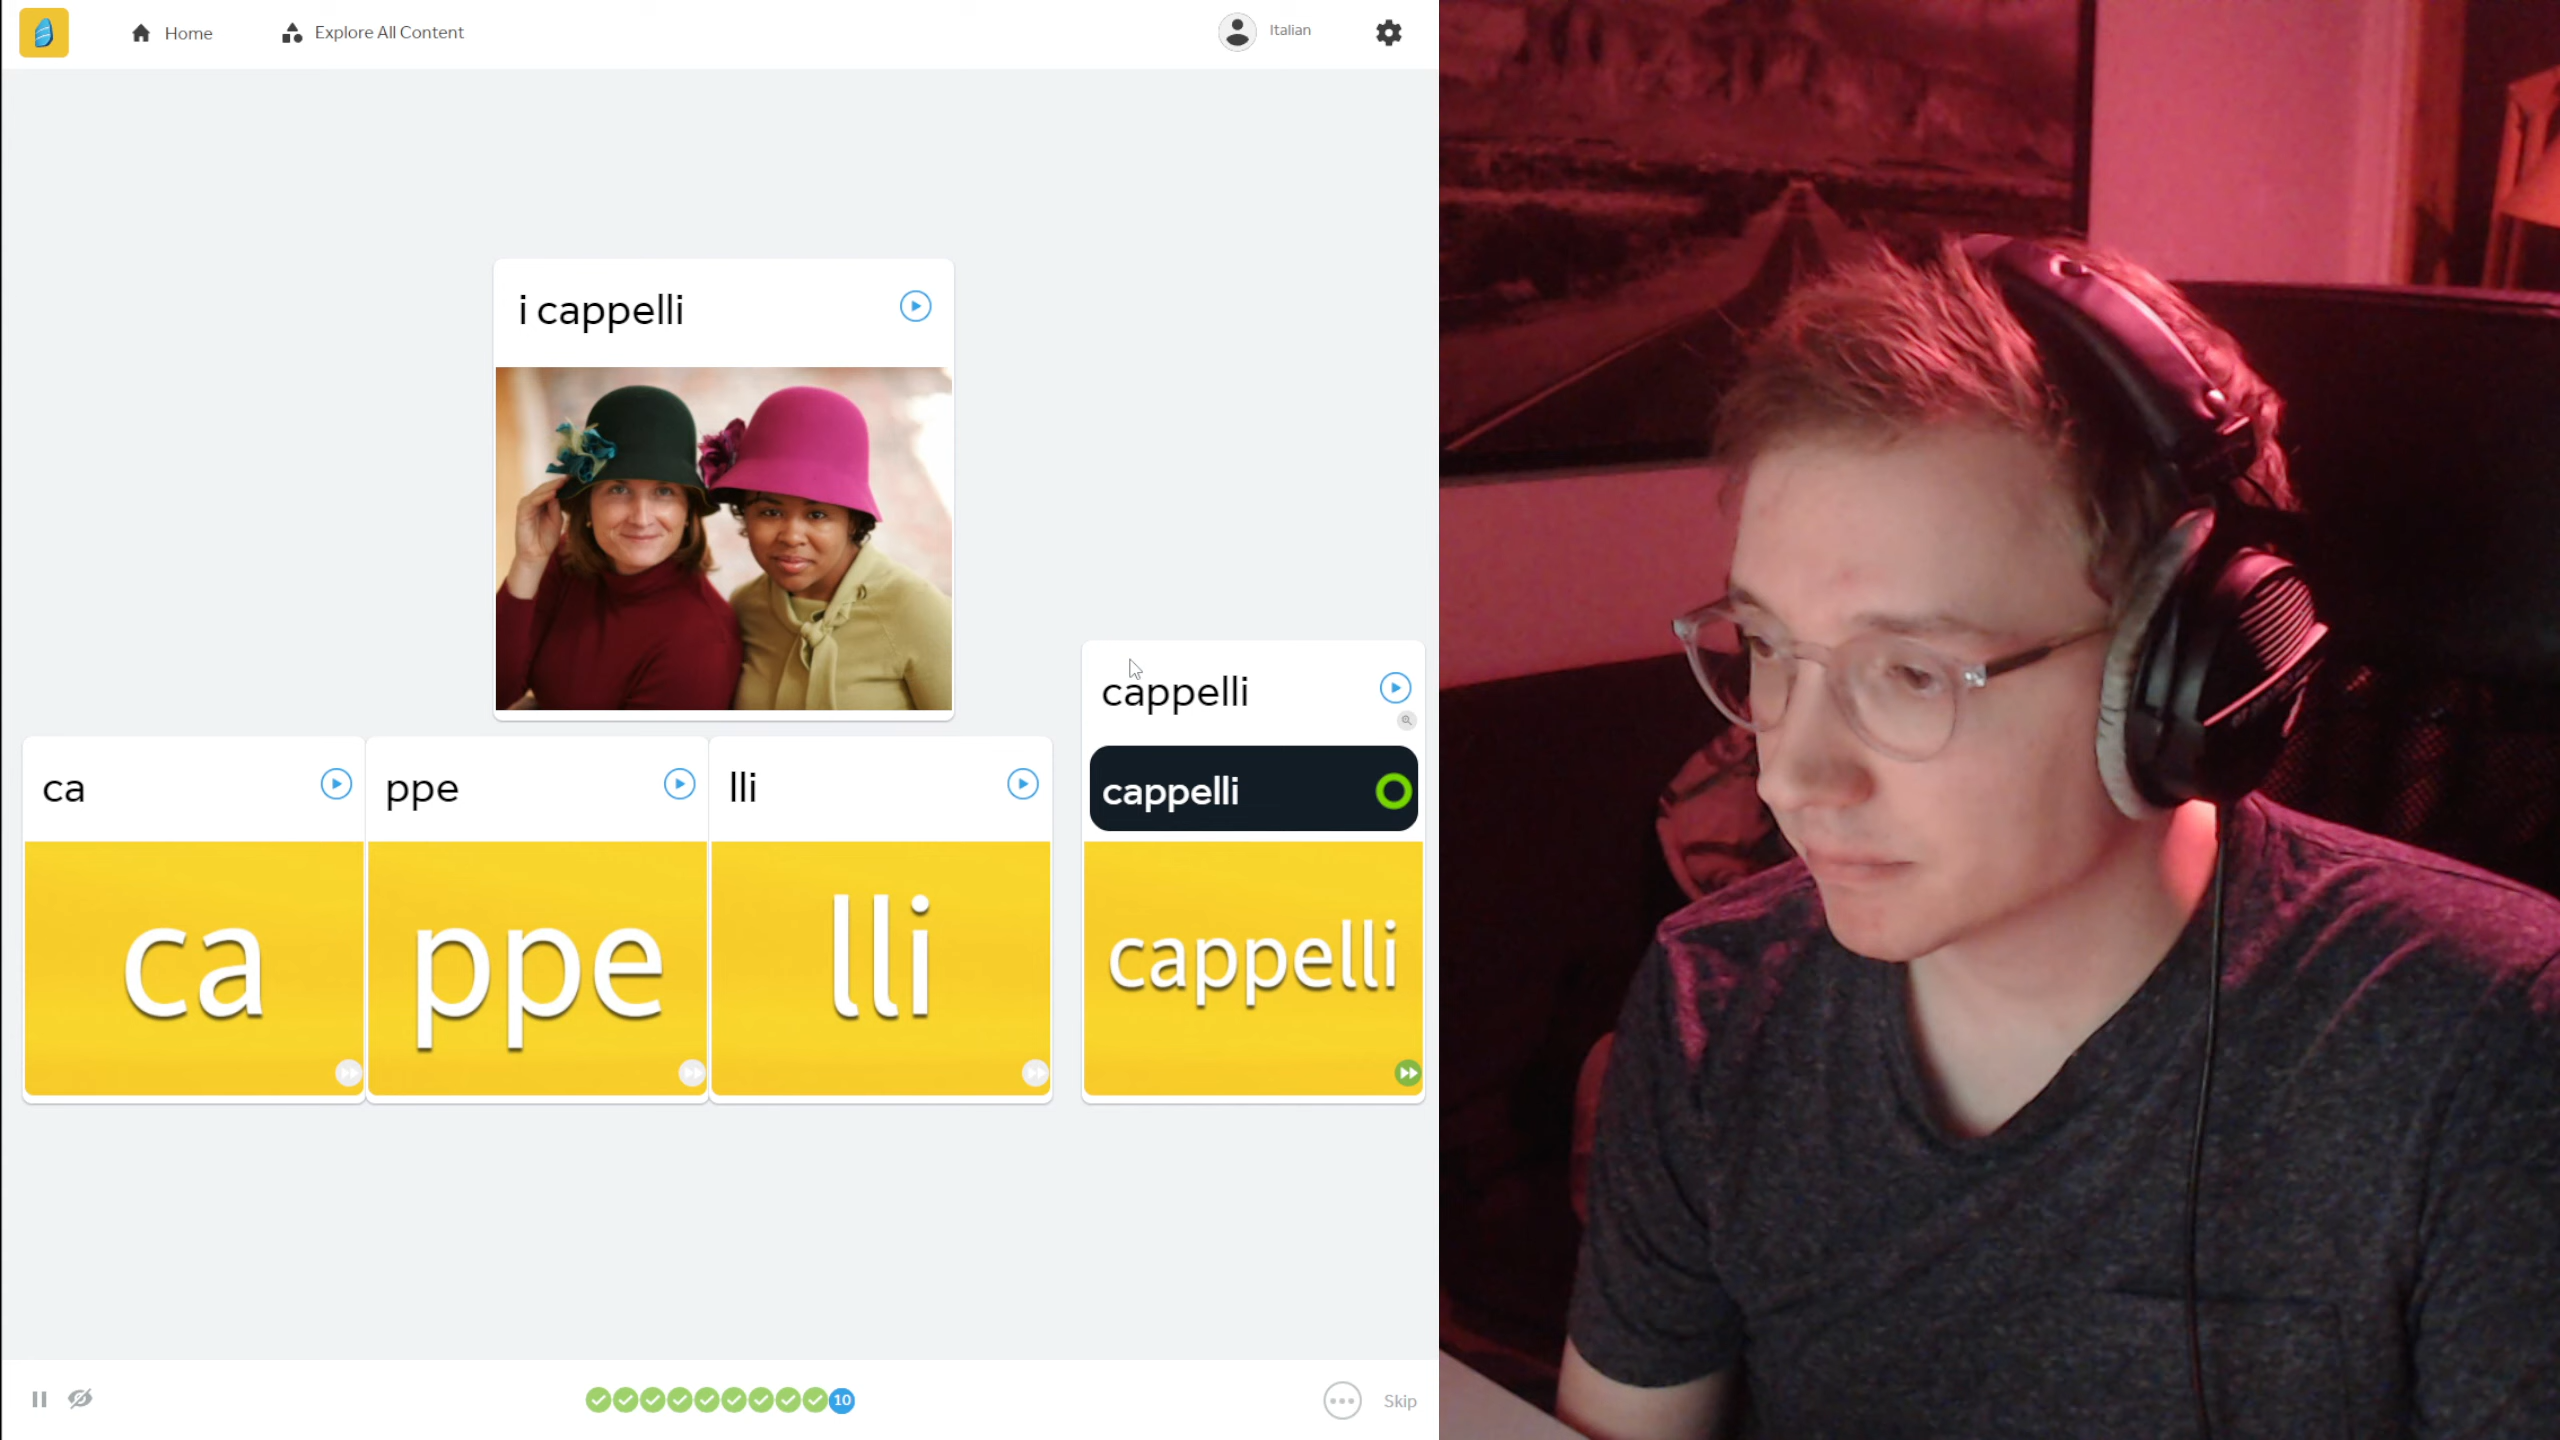 Home
Explore All Content
Italian
i cappelli
cappelli
cappelli
ca
ppe
lli
ca
ppe
lli
cappelli
10
Skip